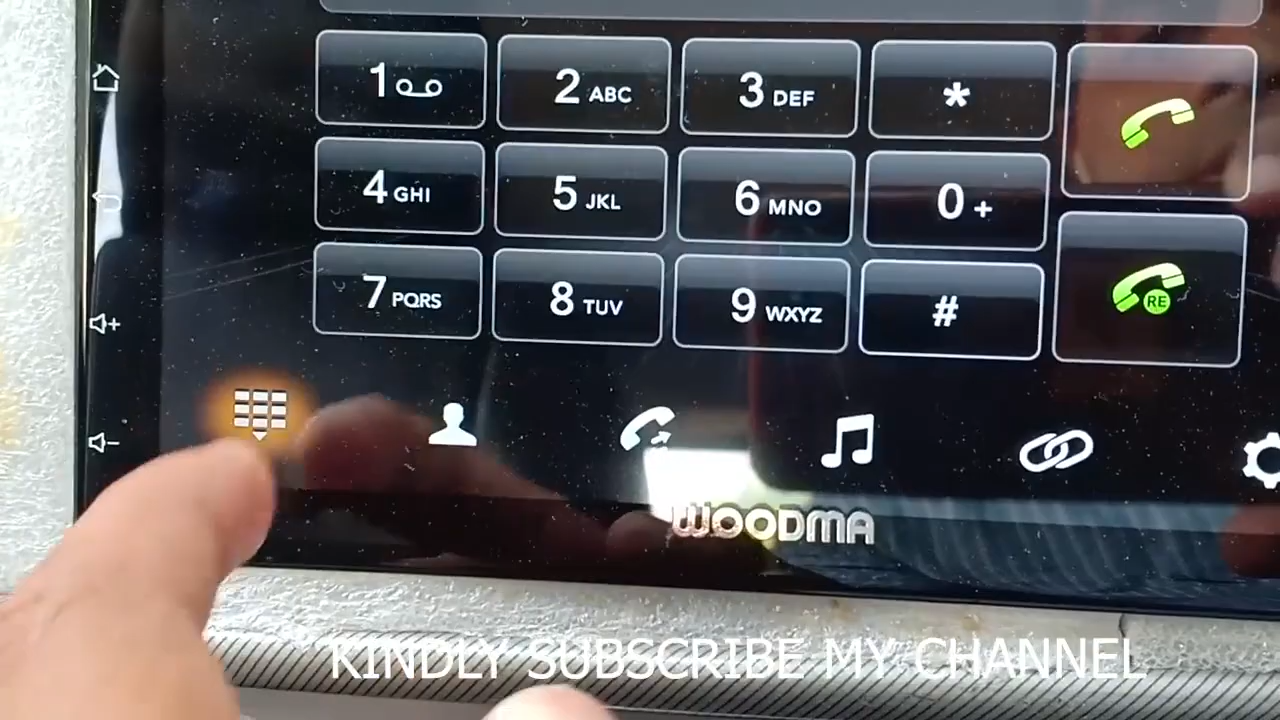 1 2 ABC 3 DEF *
4 GHI 5 JKL 6 MNO 0 +
RE
7 PQRS 8 TUV 9 WXYZ #
WOODMA
KINDLY SUBSCRIBE MY CHANNEL